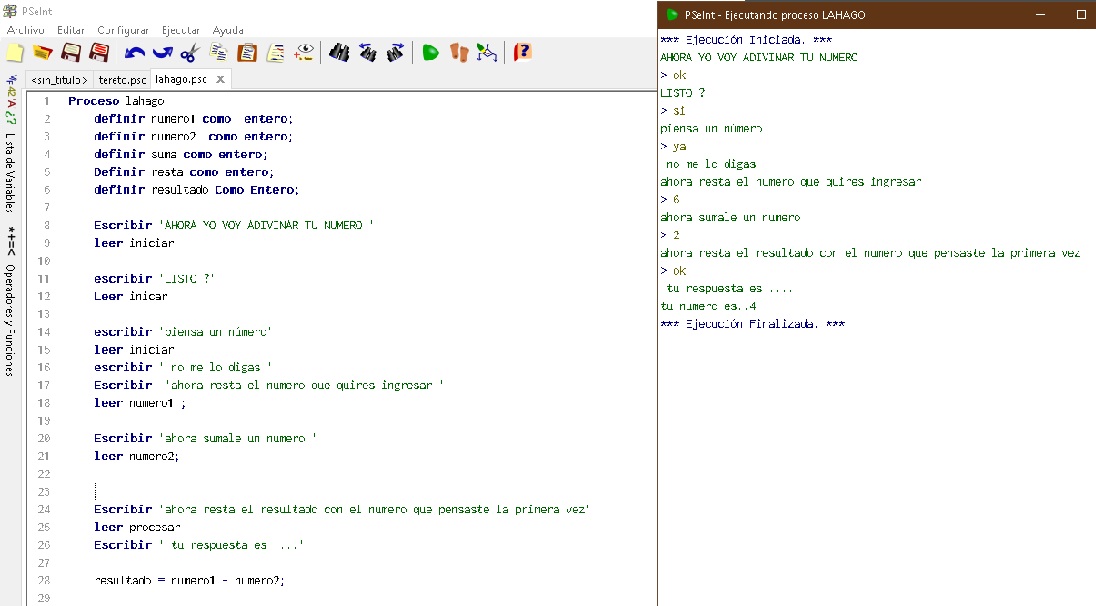 PSeInt
Archivo Editar Configurar Ejecutar Ayuda
<sin_titulo> tereto.psc lahago.psc X
Lista de Variables
Operadores y Funciones
1 Proceso lahago
2 definir numero1 como entero;
3 definir numero2 como entero;
4 definir suma como entero;
5 Definir resta como entero;
6 definir resultado Como Entero;
7
8 Escribir 'AHORA YO VOY ADIVINAR TU NUMERO '
9 leer iniciar
10
11 escribir 'LISTO ?'
12 Leer inicar
13
14 escribir 'piensa un número'
15 leer iniciar
16 escribir ' no me lo digas '
17 Escribir 'ahora resta el numero que quires ingresar '
18 leer numero1 ;
19
20 Escribir 'ahora sumale un numero '
21 leer numero2;
22
23
24 Escribir 'ahora resta el resultado con el numero que pensaste la primera vez'
25 leer procesar
26 Escribir ' tu respuesta es ....'
27
28 resultado = numero1 - numero2;
29
PSeInt - Ejecutando proceso LAHAGO
*** Ejecución Iniciada. ***
AHORA YO VOY ADIVINAR TU NUMERO
> ok
LISTO ?
> si
piensa un número
> ya
no me lo digas
ahora resta el numero que quires ingresar
> 6
ahora sumale un numero
> 2
ahora resta el resultado con el numero que pensaste la primera vez
> ok
tu respuesta es ....
tu numero es..4
*** Ejecución Finalizada. ***